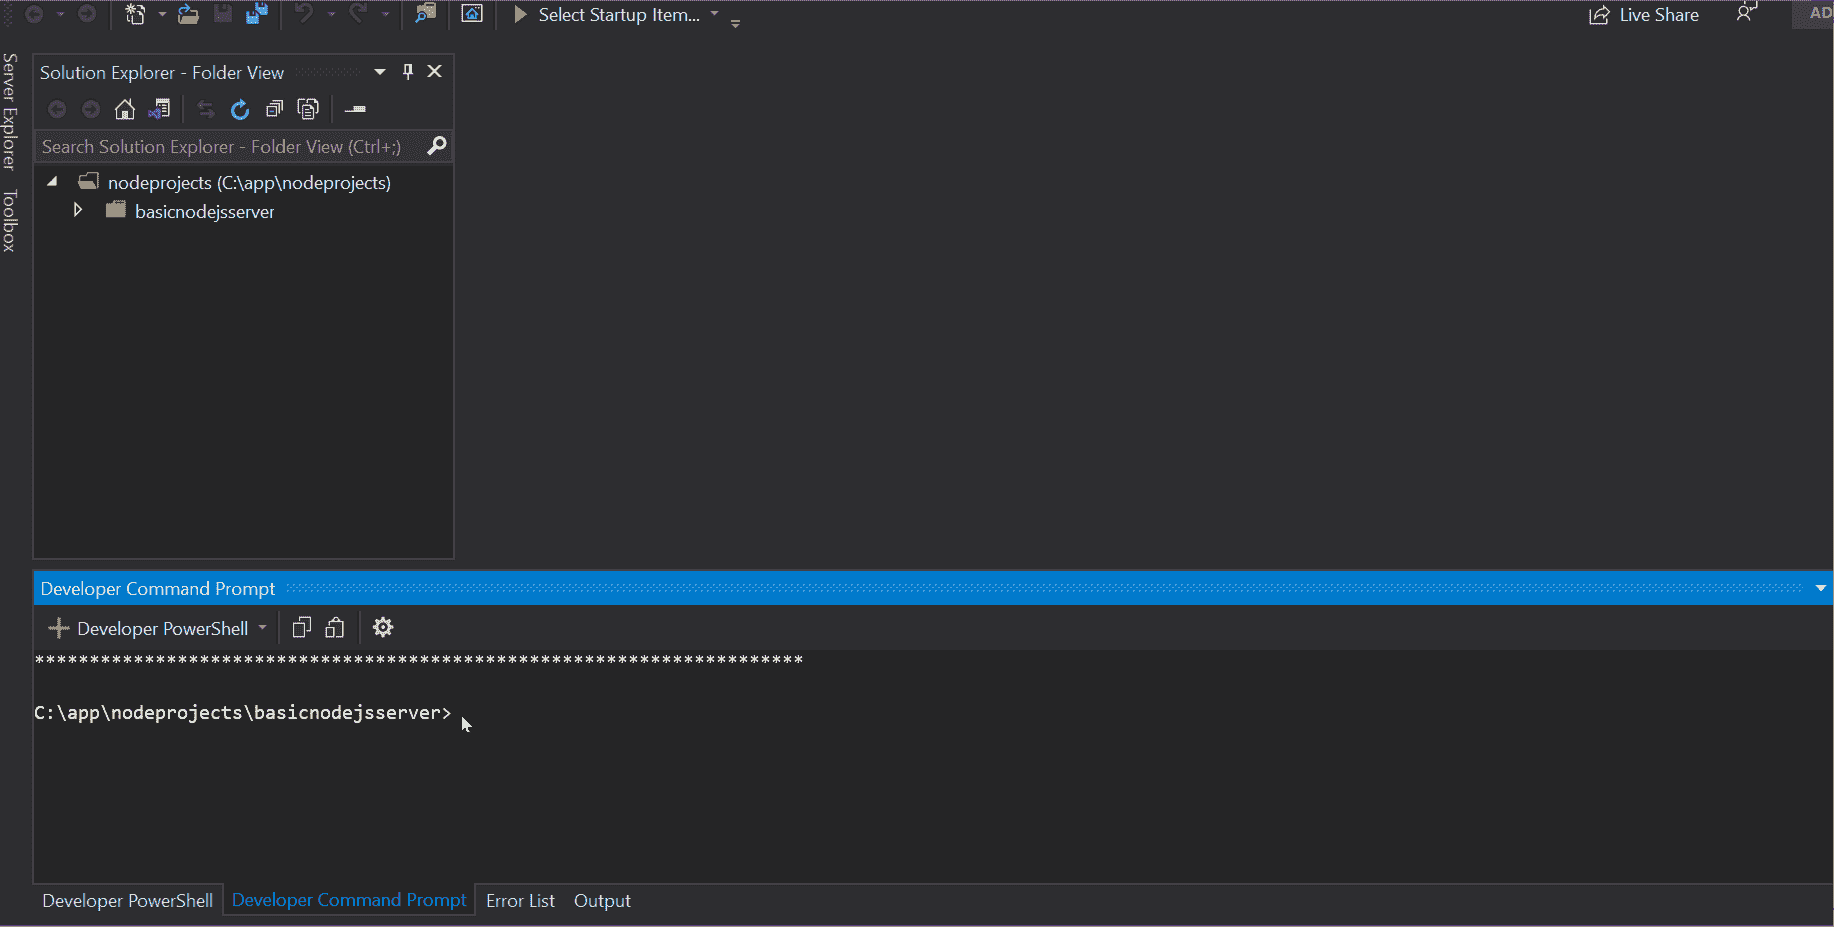 Select Startup Item...
Live Share
AD
Server Explorer
Toolbox
Solution Explorer - Folder View
Search Solution Explorer - Folder View (Ctrl+;)
nodeprojects (C:\app\nodeprojects)
basicnodejsserver
Developer Command Prompt
Developer PowerShell
**********************************************************************
C:\app\nodeprojects\basicnodejsserver>
Developer PowerShell
Developer Command Prompt
Error List
Output